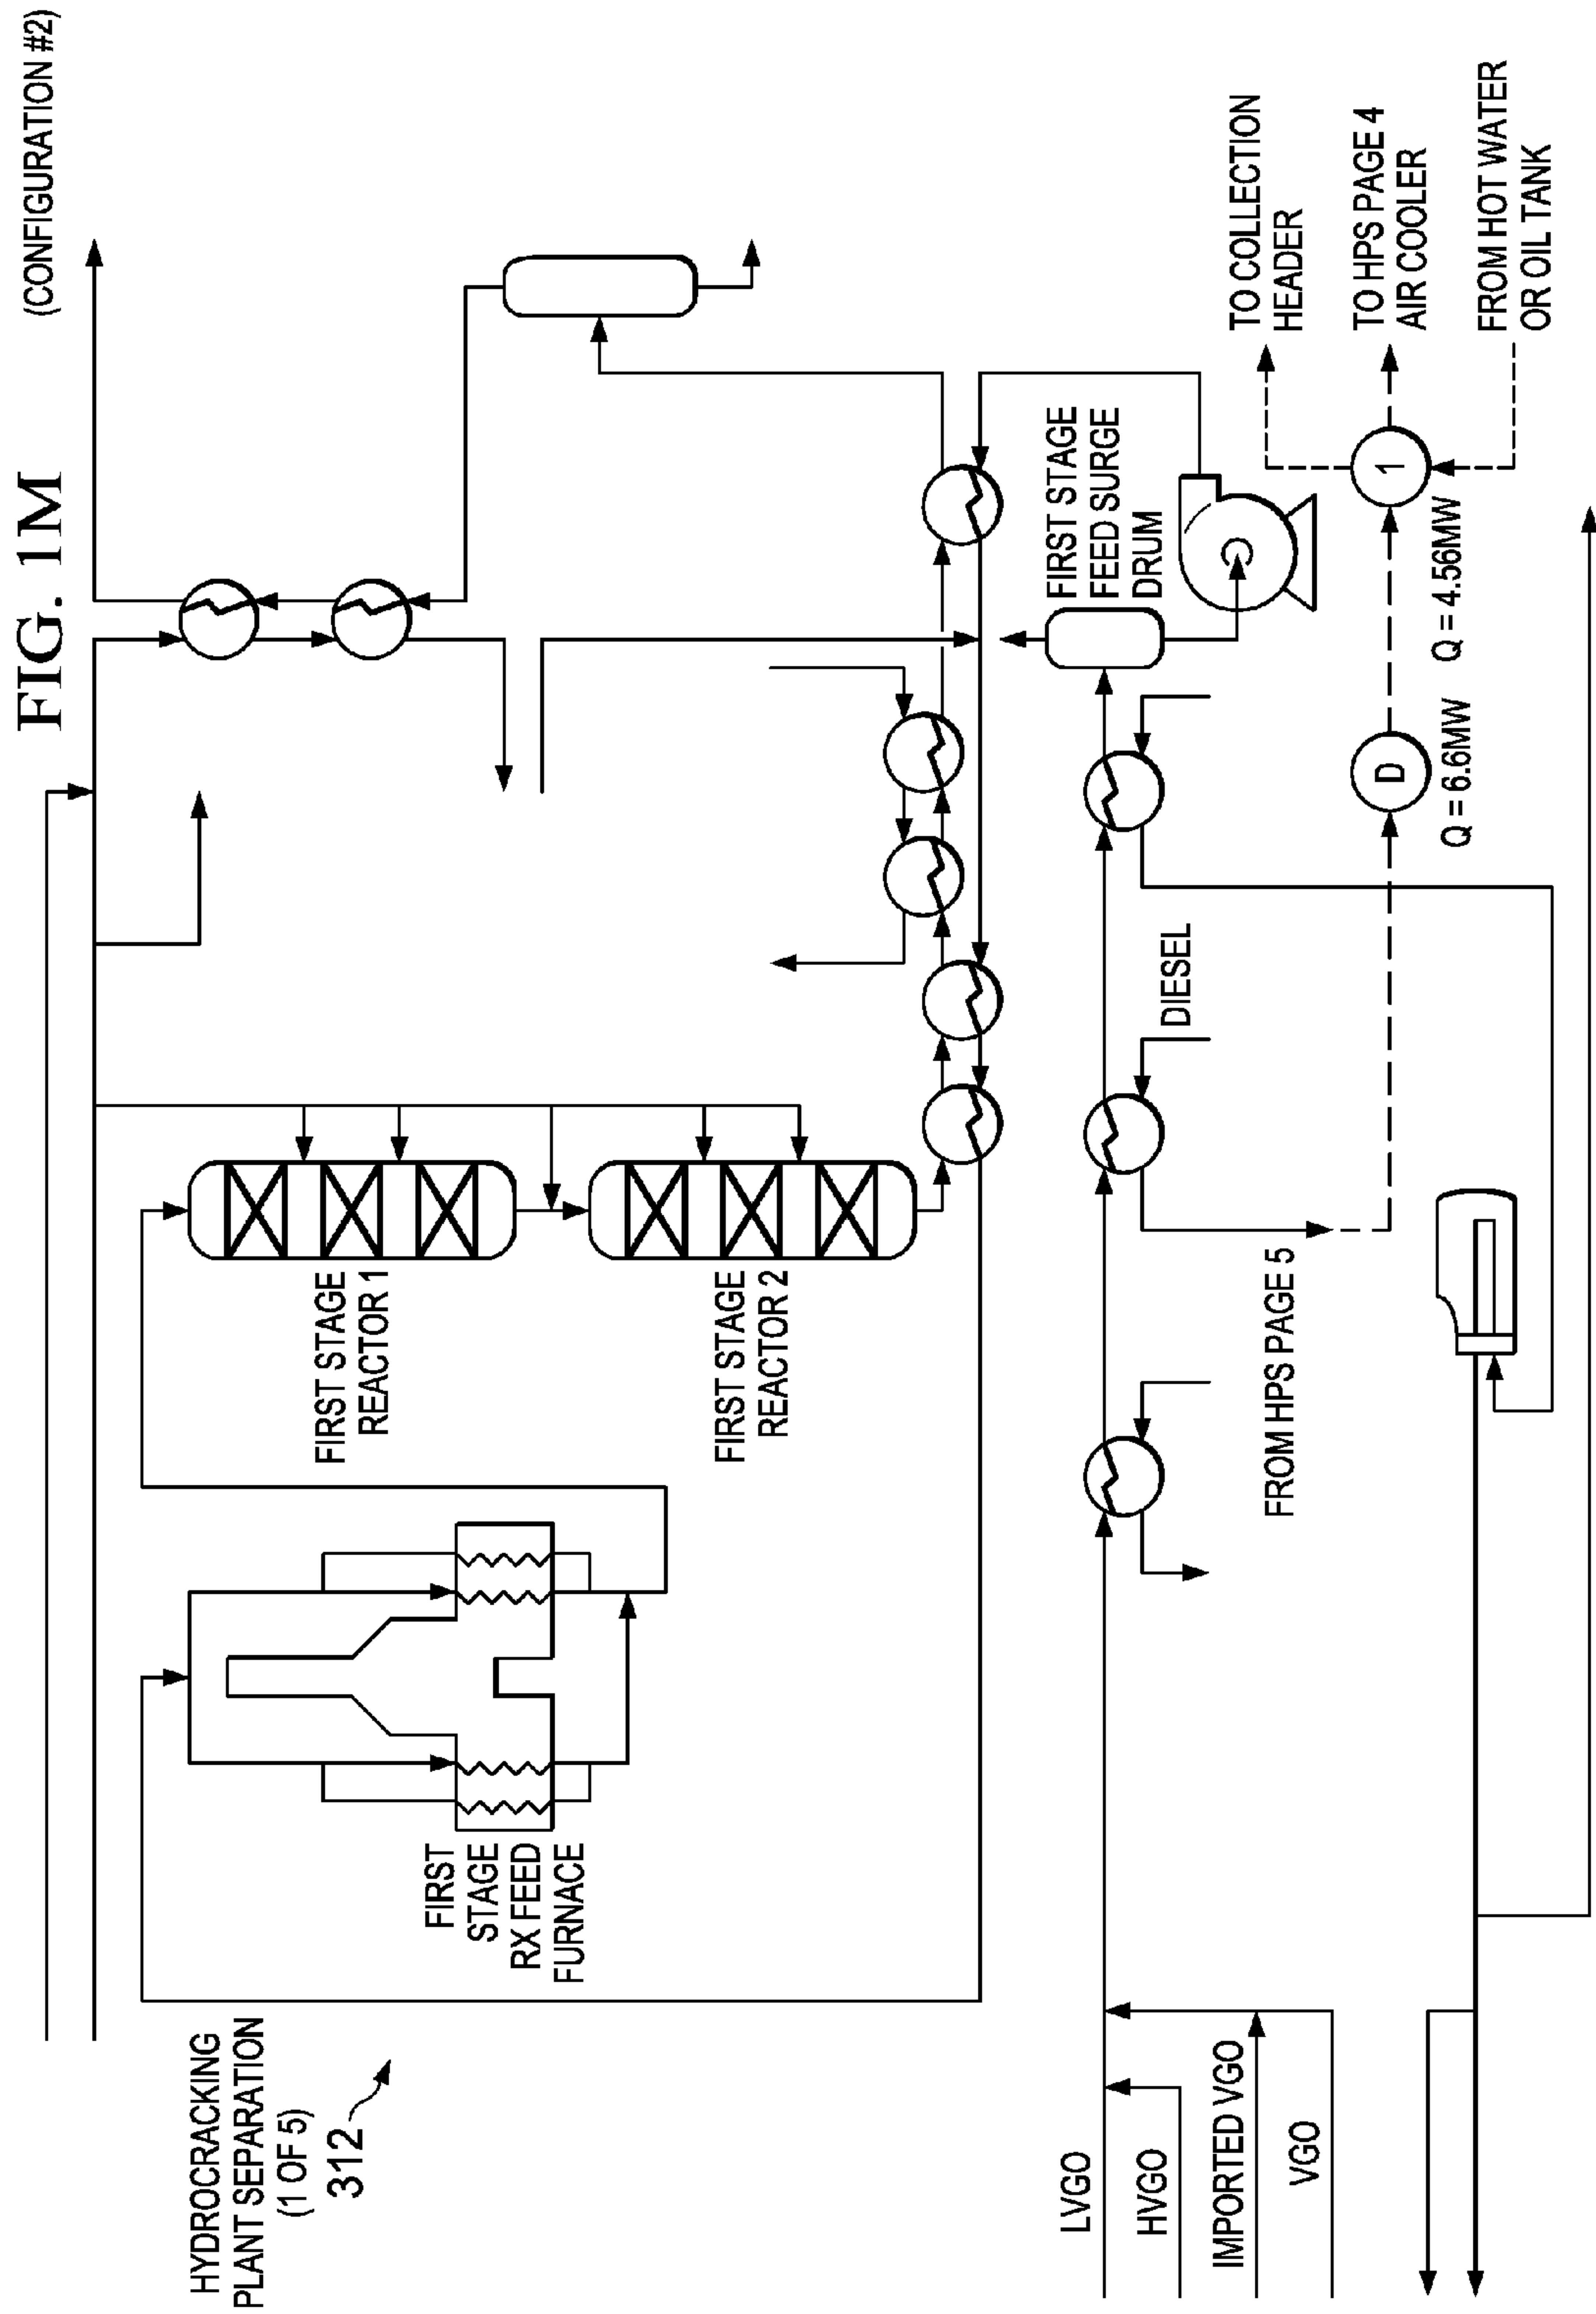 FIG. 1M
(CONFIGURATION #2)
HYDROCRACKING
PLANT SEPARATION
(1 OF 5)
312
FIRST
STAGE
RX FEED
FURNACE
FIRST STAGE
REACTOR 1
FIRST STAGE
REACTOR 2
FIRST STAGE
FEED SURGE
DRUM
LVGO
HVGO
IMPORTED VGO
VGO
DIESEL
FROM HPS PAGE 5
D
Q = 6.6MW
1
Q = 4.56MW
TO COLLECTION
HEADER
TO HPS PAGE 4
AIR COOLER
FROM HOT WATER
OR OIL TANK